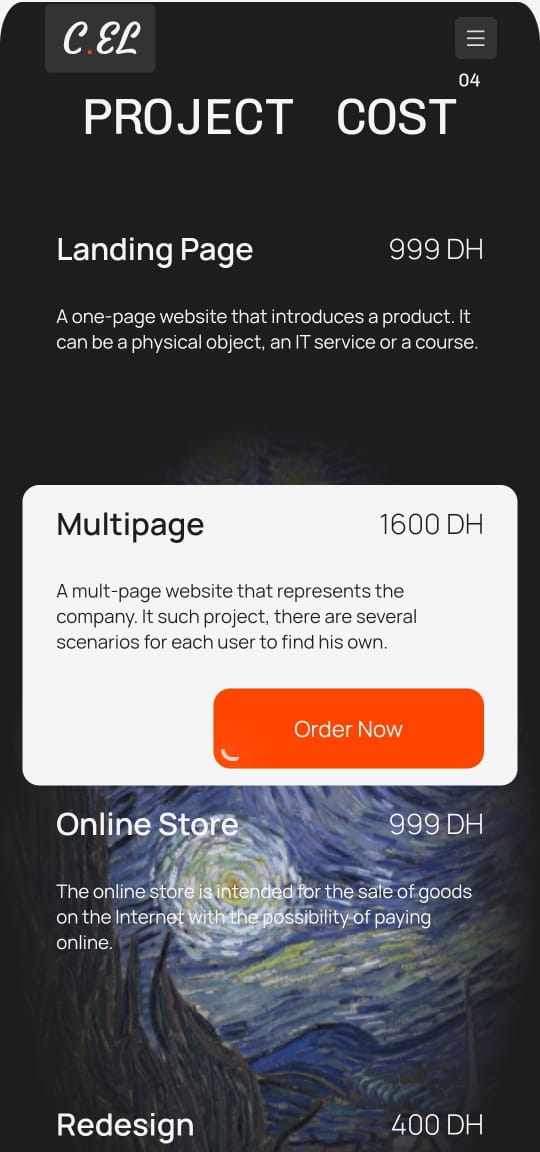 C.EL
04
PROJECT COST
Landing Page 999 DH
A one-page website that introduces a product. It
can be a physical object, an IT service or a course.
Multipage 1600 DH
A mult-page website that represents the
company. It such project, there are several
scenarios for each user to find his own.
Order Now
Online Store 999 DH
The online store is intended for the sale of goods
on the Internet with the possibility of paying
online.
Redesign 400 DH